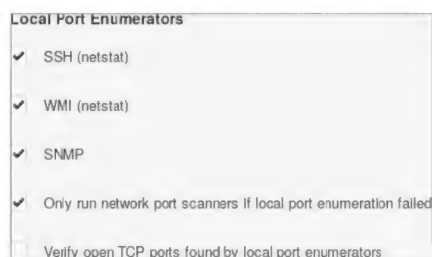 Local Port Enumerators
SSH (netstat)
WMI (netstat)
SNMP
Only run network port scanners if local port enumeration failed
Verify open TCP ports found by local port enumerators